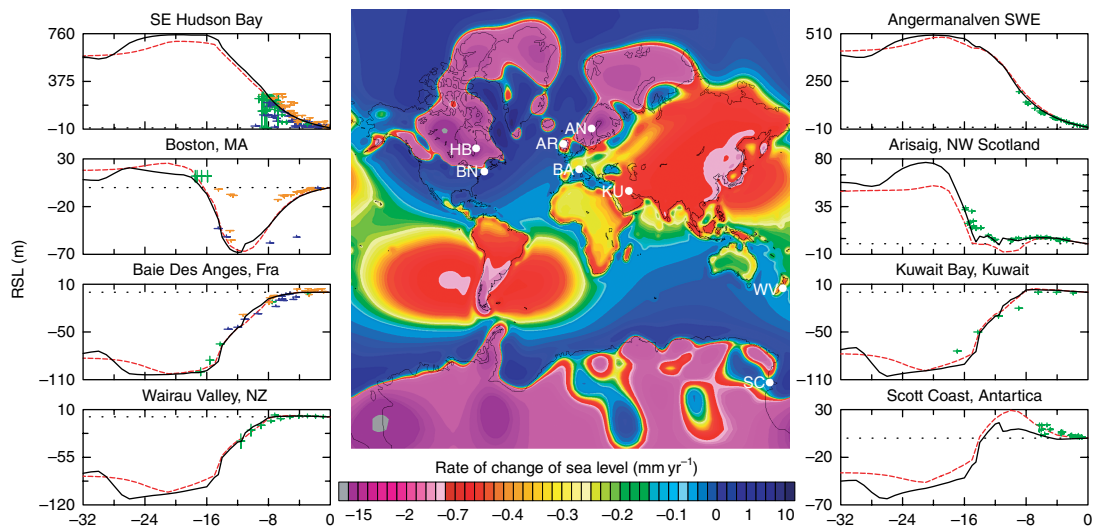 SE Hudson Bay
760
375
−10
Boston, MA
30
−20
−70
RSL (m)
Baie Des Anges, Fra
10
−50
−110
Wairau Valley, NZ
10
−55
−120
−32 −24 −16 −8 0
HB
BN
AN
AR
BA
KU
WV
SC
Rate of change of sea level (mm yr−1)
−15 −2 −0.7 −0.4 −0.3 −0.2 −0.1 0 1 10
Angermanalven SWE
510
250
−10
Arisaig, NW Scotland
80
35
−10
Kuwait Bay, Kuwait
10
−50
−110
Scott Coast, Antartica
30
−20
−70
−32 −24 −16 −8 0